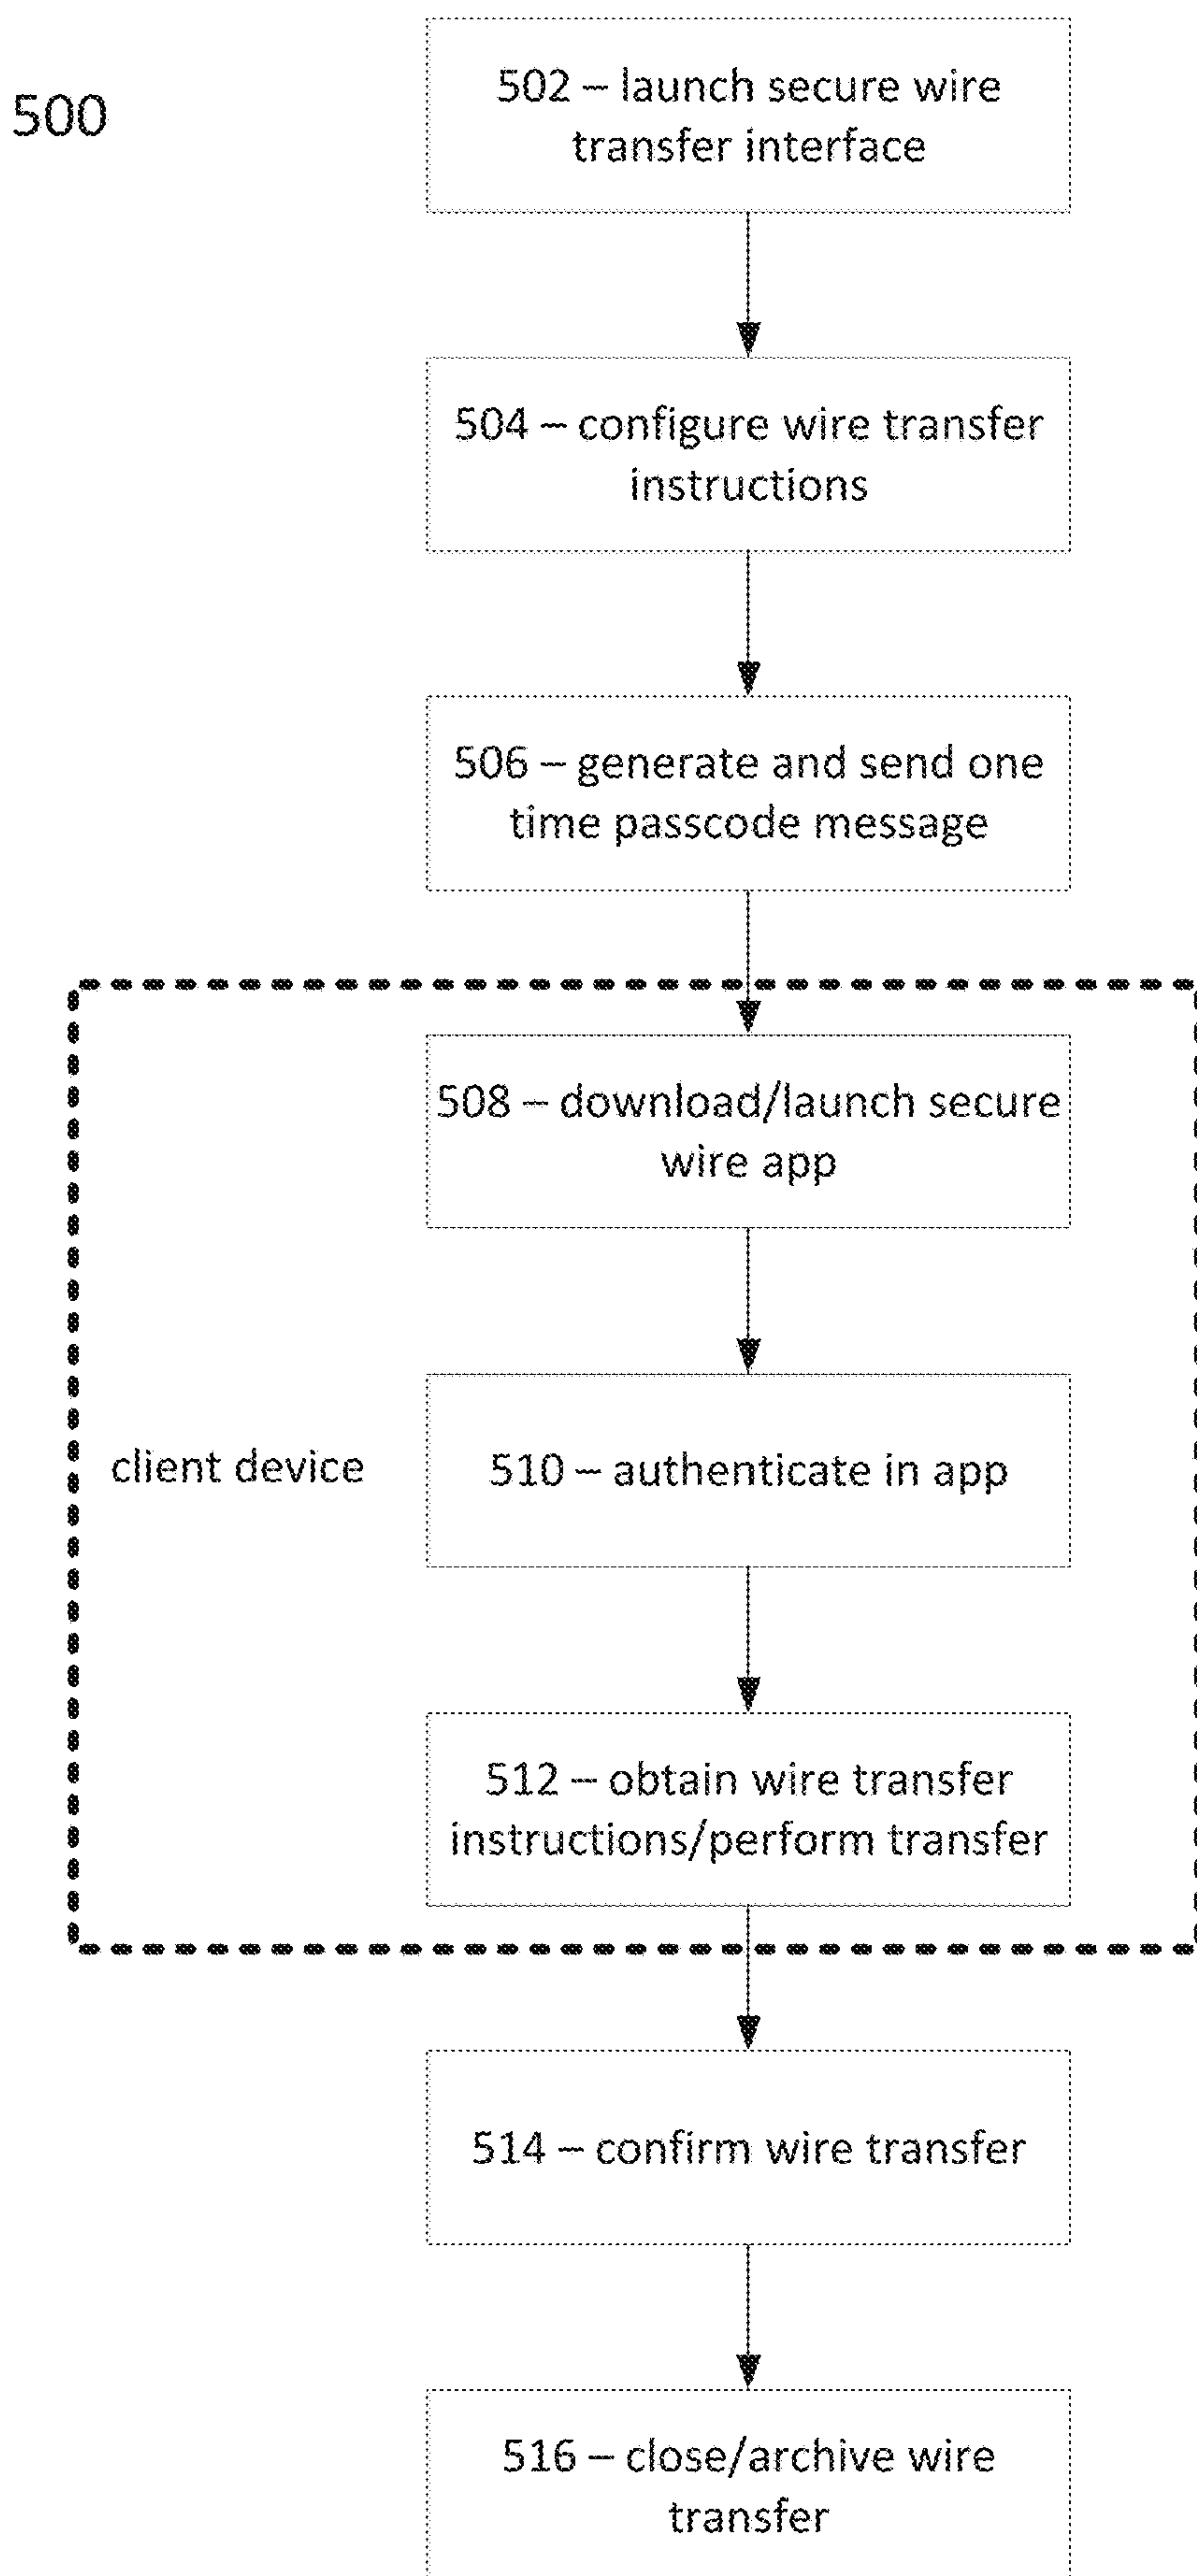 500
502 – launch secure wire
transfer interface
504 – configure wire transfer
instructions
506 – generate and send one
time passcode message
508 – download/launch secure
wire app
client device
510 – authenticate in app
512 – obtain wire transfer
instructions/perform transfer
514 – confirm wire transfer
516 – close/archive wire
transfer